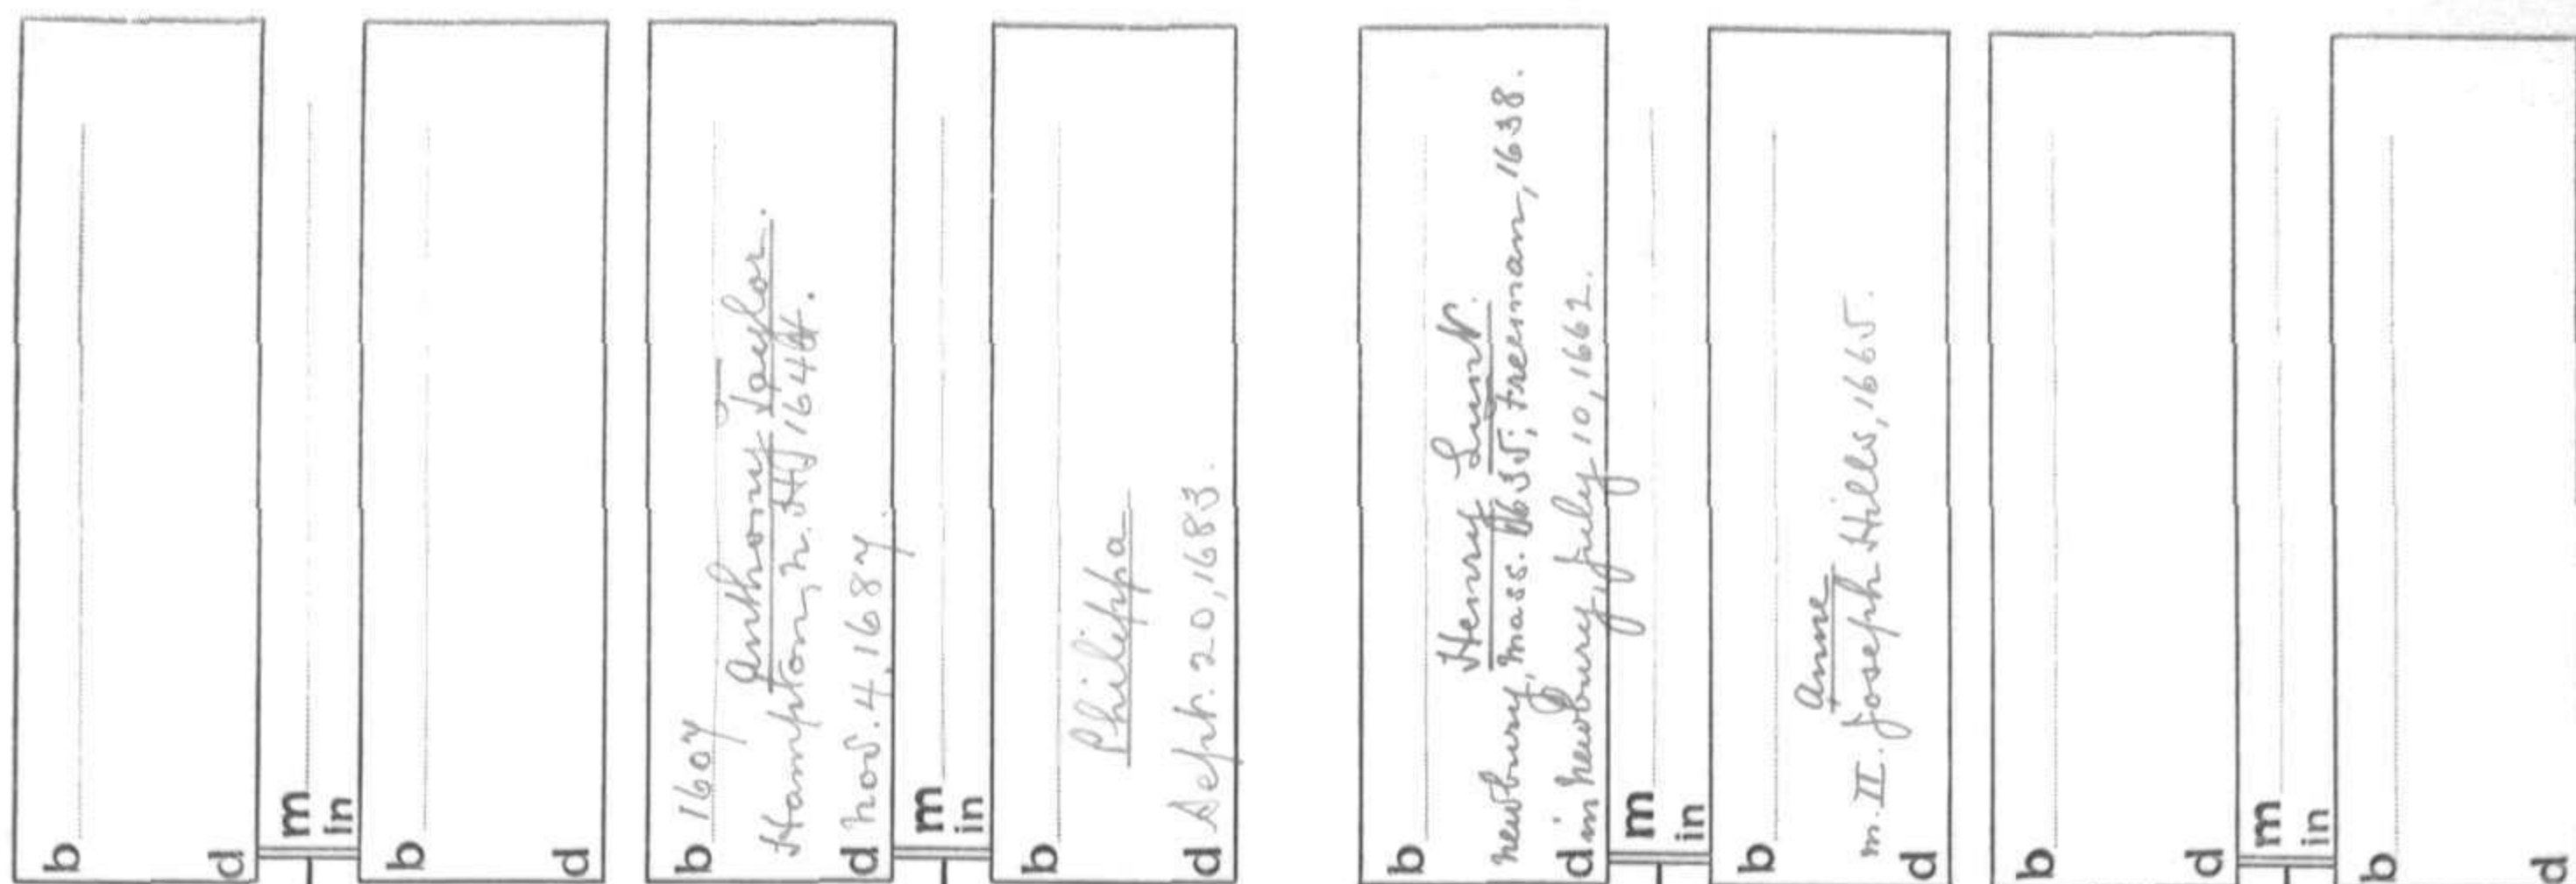 b
d
m
in
b
d
b 1607
Anthony Taylor.
Hampton, N.H. 1644.
d Nov. 4, 1687.
m
in
b
Philippa
d Sept. 20, 1683.
b
Henry Lunt.
Newbury, Mass. 1635; freeman, 1638.
d in Newbury, July 10, 1662.
m
in
b
Anne
m. II. Joseph Hills, 1665.
d
b
d
m
in
b
d